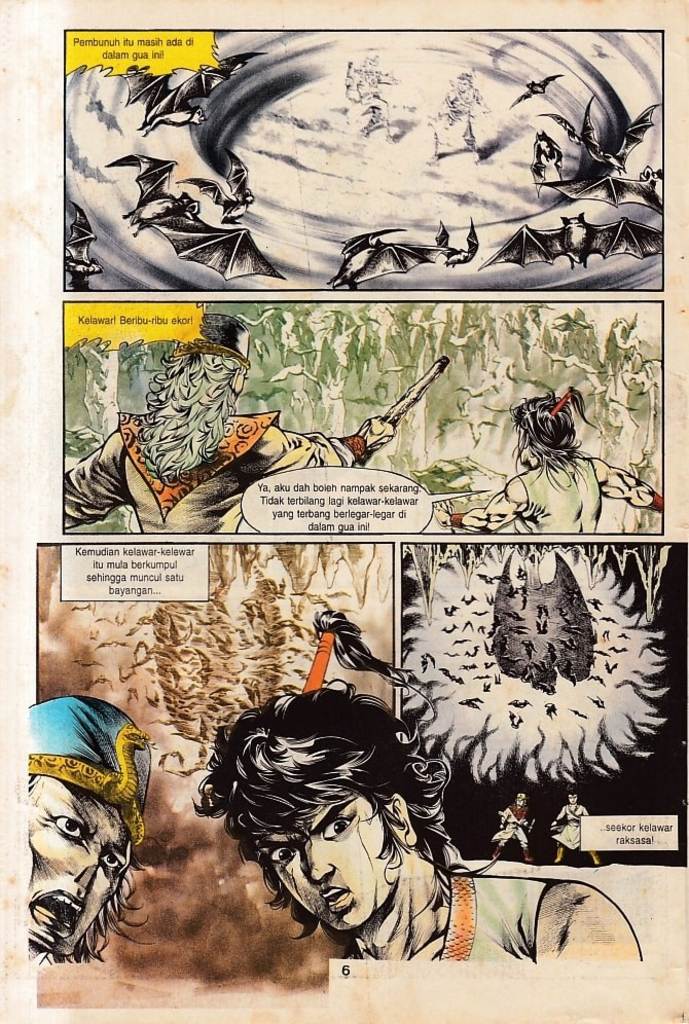 Pembunuh itu masih ada di
dalam gua ini!
Kelawar! Beribu-ribu ekor!
Ya, aku dah boleh nampak sekarang.
Tidak terbilang lagi kelawar-kelawar
yang terbang berlegar-legar di
dalam gua ini!
Kemudian kelawar-kelewar
itu mula berkumpul
sehingga muncul satu
bayangan...
..seekor kelawar
raksasa!
6